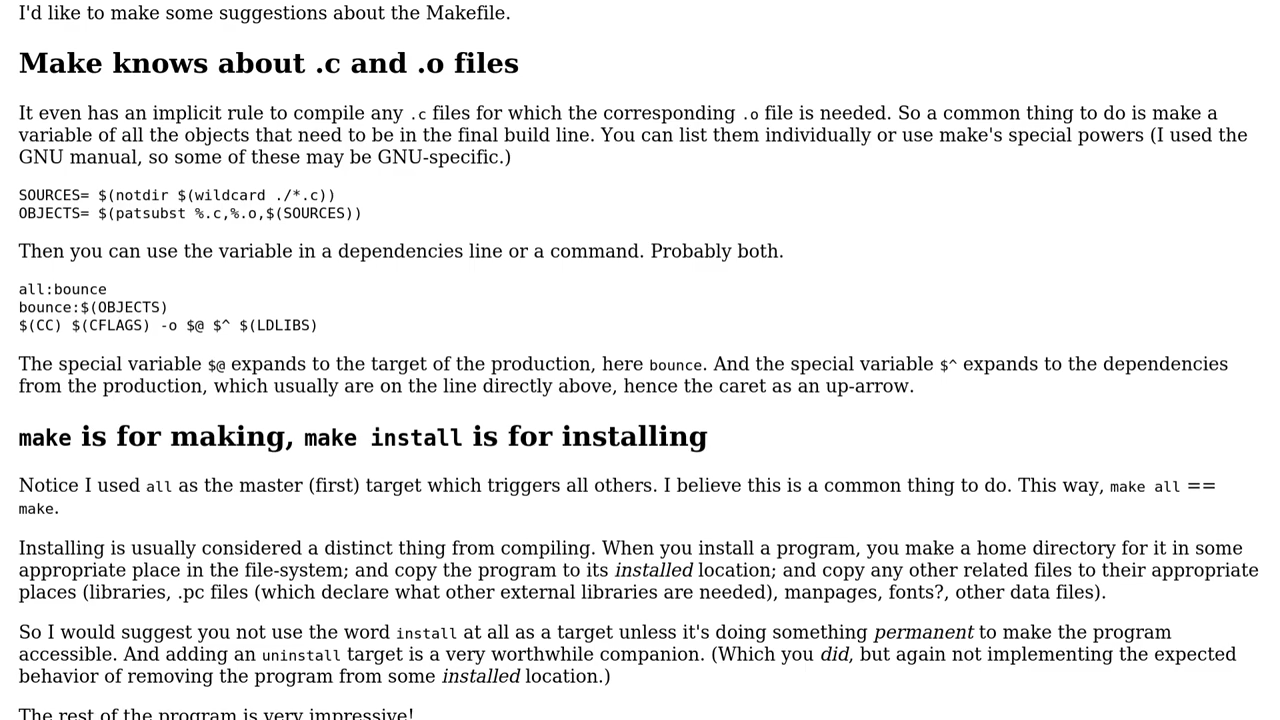 I'd like to make some suggestions about the Makefile.
Make knows about .c and .o files
It even has an implicit rule to compile any .c files for which the corresponding .o file is needed. So a common thing to do is make a
variable of all the objects that need to be in the final build line. You can list them individually or use make's special powers (I used the
GNU manual, so some of these may be GNU-specific.)
SOURCES= $(notdir $(wildcard ./*.c))
OBJECTS= $(patsubst %.c,%.o,$(SOURCES))
Then you can use the variable in a dependencies line or a command. Probably both.
all:bounce
bounce:$(OBJECTS)
$(CC) $(CFLAGS) -o $@ $^ $(LDLIBS)
The special variable $@ expands to the target of the production, here bounce. And the special variable $^ expands to the dependencies
from the production, which usually are on the line directly above, hence the caret as an up-arrow.
make is for making, make install is for installing
Notice I used all as the master (first) target which triggers all others. I believe this is a common thing to do. This way, make all ==
make.
Installing is usually considered a distinct thing from compiling. When you install a program, you make a home directory for it in some
appropriate place in the file-system; and copy the program to its installed location; and copy any other related files to their appropriate
places (libraries, .pc files (which declare what other external libraries are needed), manpages, fonts?, other data files).
So I would suggest you not use the word install at all as a target unless it's doing something permanent to make the program
accessible. And adding an uninstall target is a very worthwhile companion. (Which you did, but again not implementing the expected
behavior of removing the program from some installed location.)
The rest of the program is very impressive!